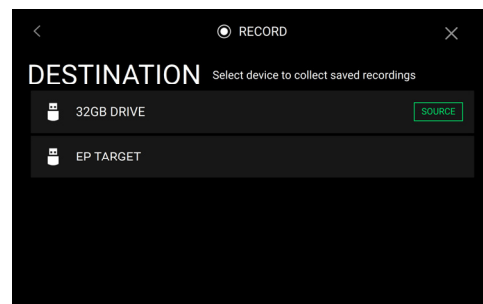 RECORD
DESTINATION Select device to collect saved recordings
32GB DRIVE SOURCE
EP TARGET